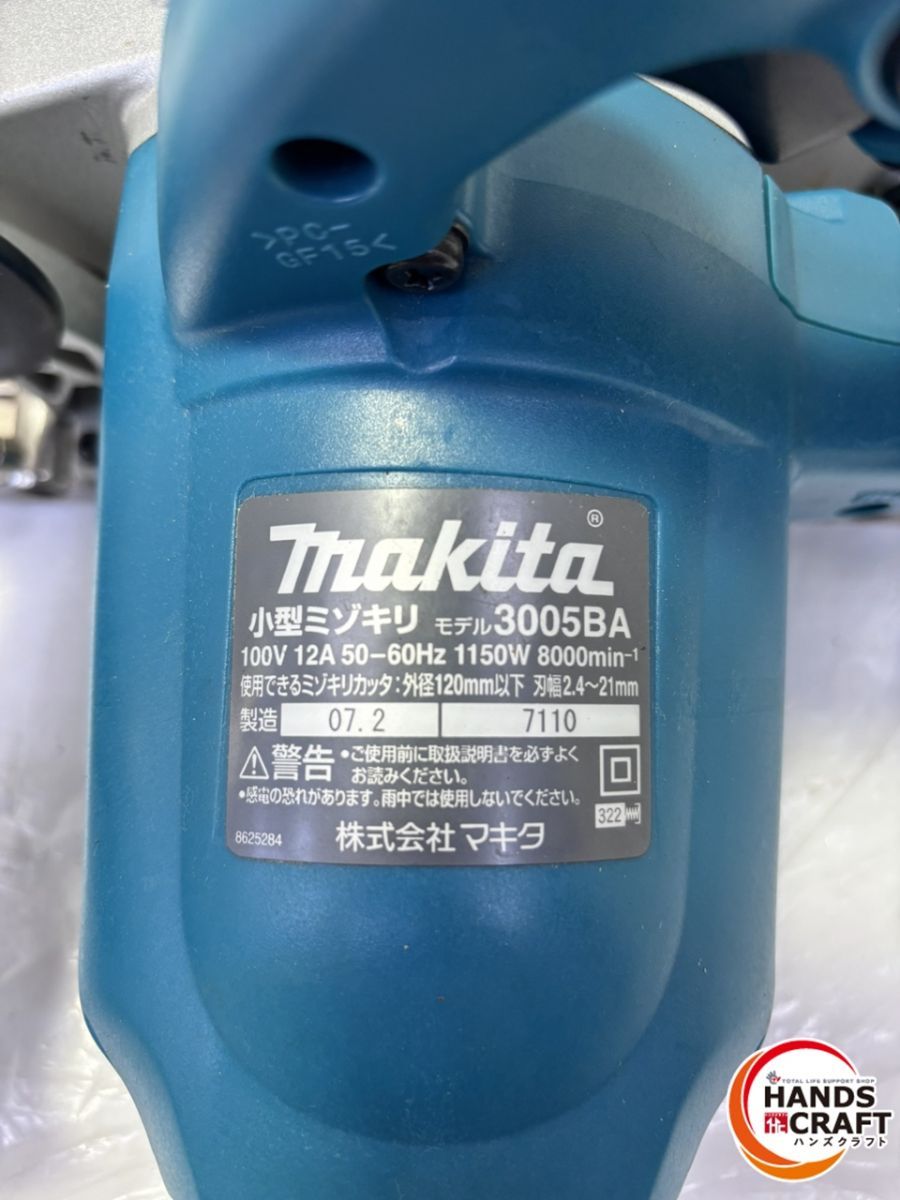 >PC-
GF15<
makita®
小型ミゾキリ モデル3005BA
100V 12A 50-60Hz 1150W 8000min⁻¹
使用できるミゾキリカッタ:外径120mm以下 刃幅2.4～21mm
製造 07.2 7110
警告 •ご使用前に取扱説明書を必ずよく
お読みください。
•感電の恐れがあります。雨中では使用しないでください。
322
8625284 株式会社マキタ
TOTAL LIFE SUPPORT SHOP
HANDS
CRAFT
ハンズクラフト